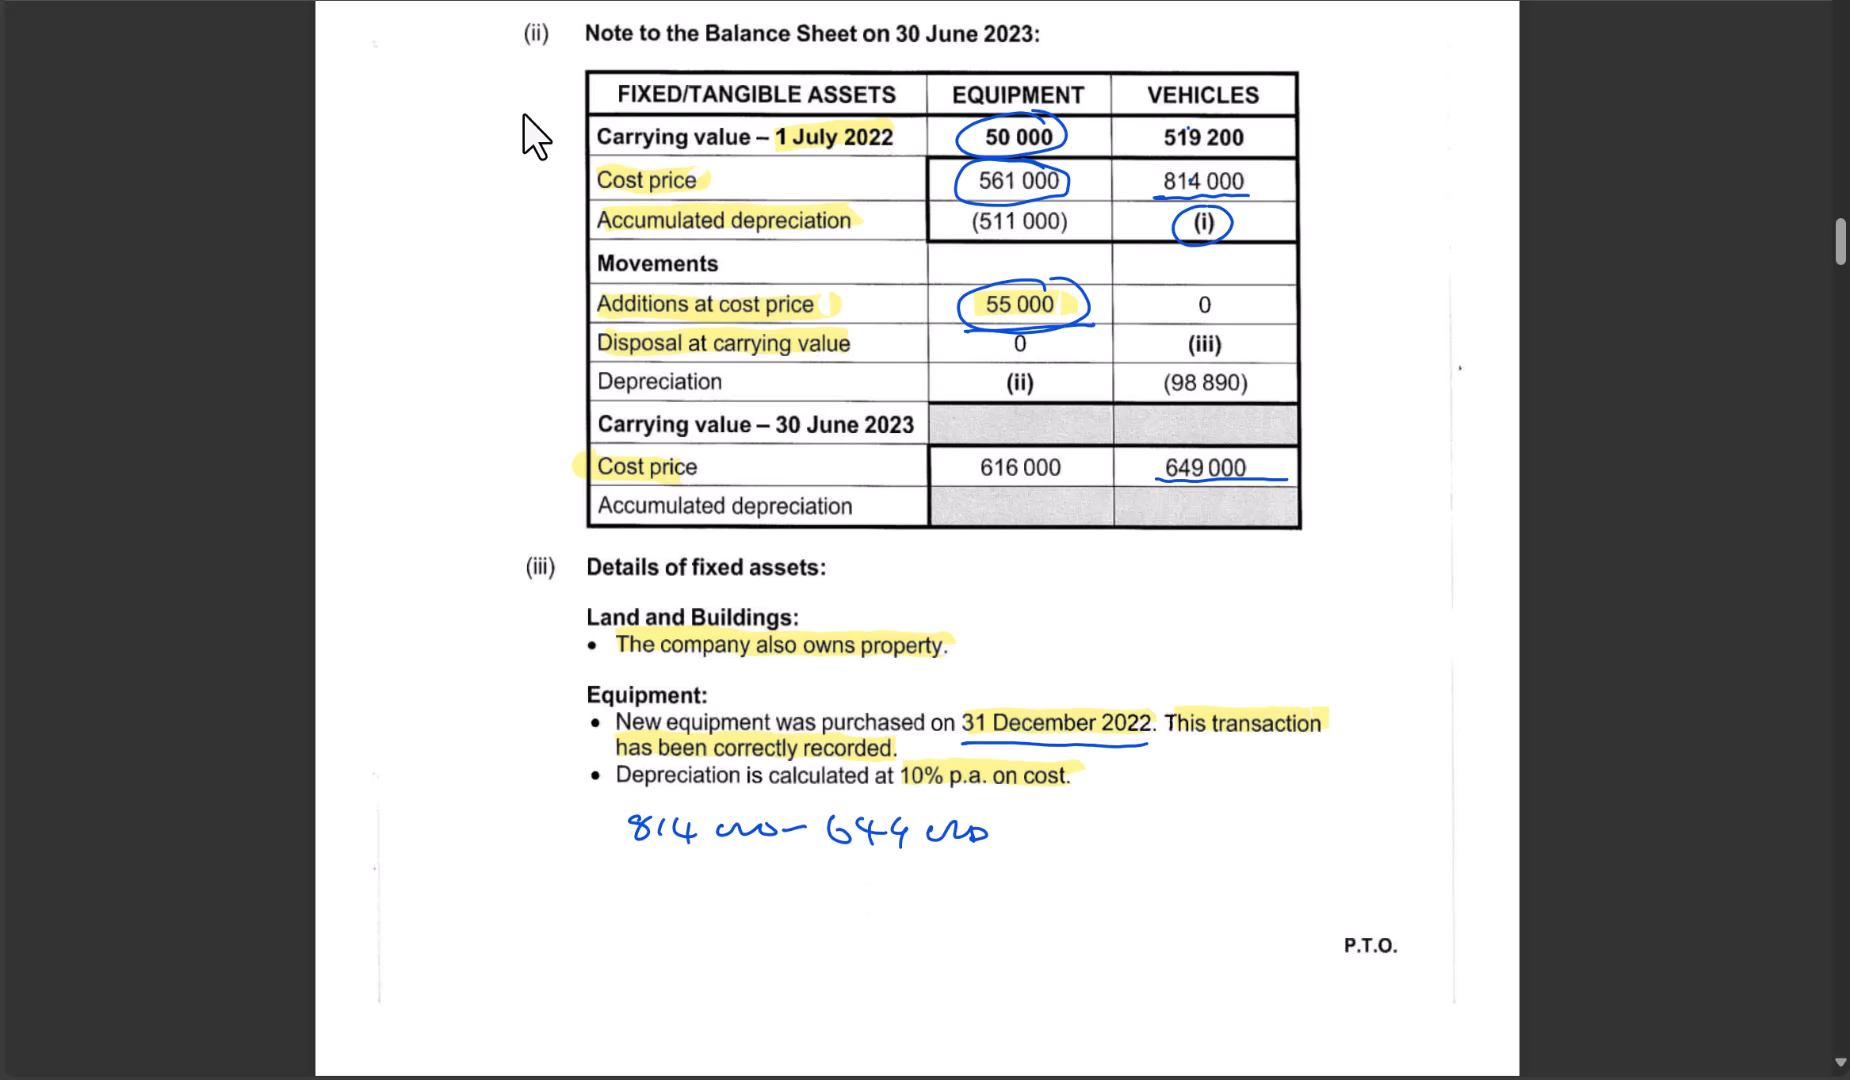 (ii) Note to the Balance Sheet on 30 June 2023:
FIXED/TANGIBLE ASSETS EQUIPMENT VEHICLES
Carrying value – 1 July 2022 50 000 519 200
Cost price 561 000 814 000
Accumulated depreciation (511 000) (i)
Movements
Additions at cost price 55 000 0
Disposal at carrying value 0 (iii)
Depreciation (ii) (98 890)
Carrying value – 30 June 2023
Cost price 616 000 649 000
Accumulated depreciation
(iii) Details of fixed assets:
Land and Buildings:
• The company also owns property.
Equipment:
• New equipment was purchased on 31 December 2022. This transaction
has been correctly recorded.
• Depreciation is calculated at 10% p.a. on cost.
814 000 – 649 000
P.T.O.